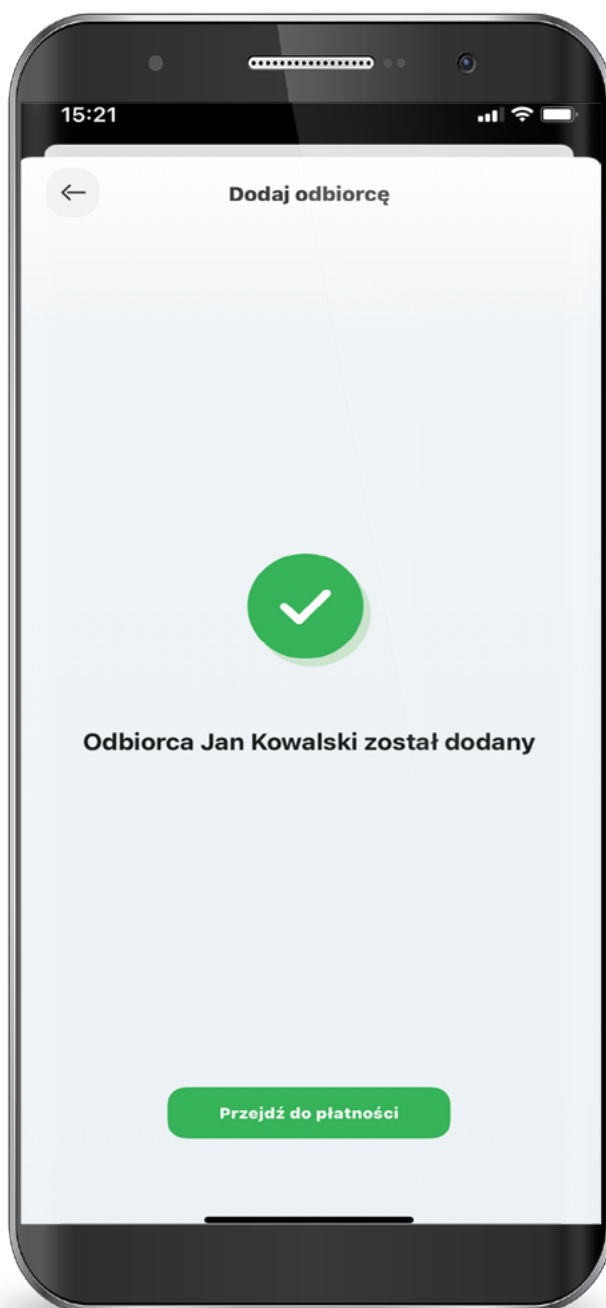 15:21
Dodaj odbiorcę
Odbiorca Jan Kowalski został dodany
Przejdź do płatności